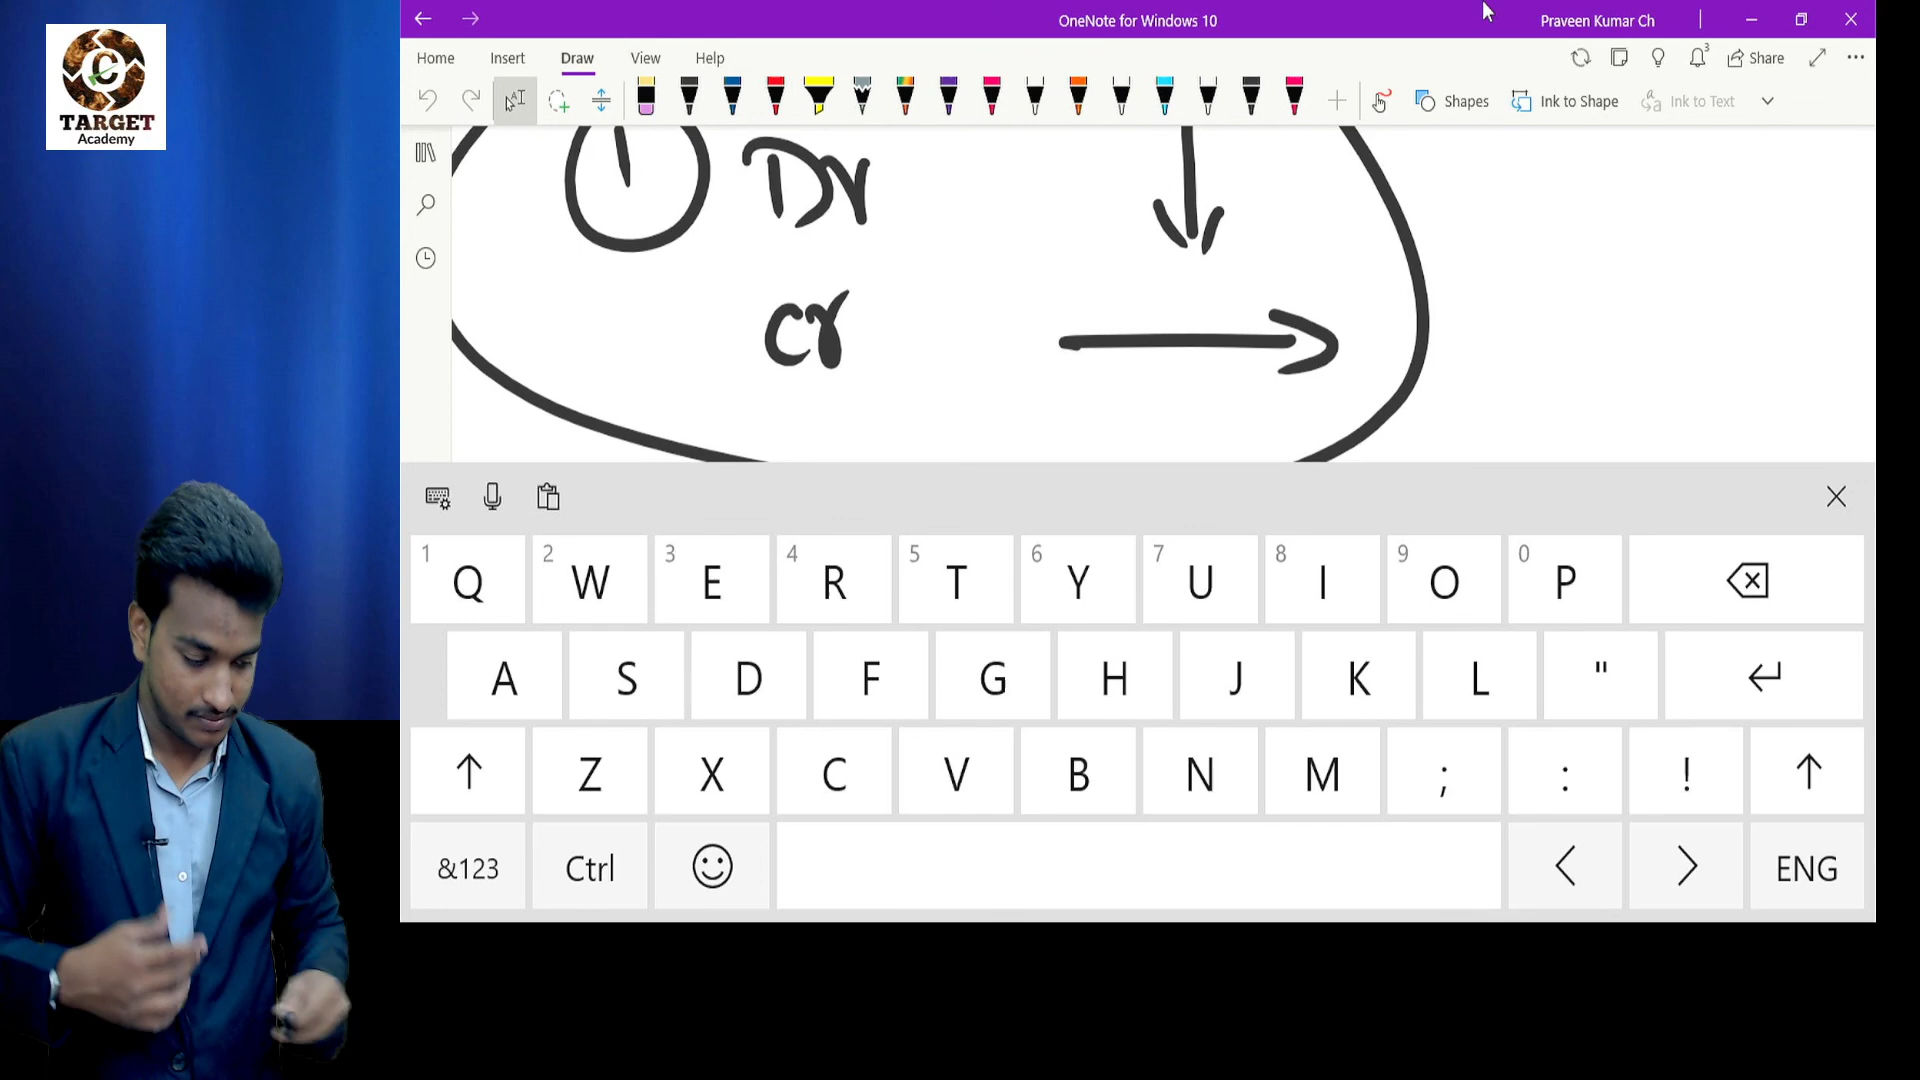 TARGET
Academy
OneNote for Windows 10
Praveen Kumar Ch
Home Insert Draw View Help
3
Share
Shapes
Ink to Shape
Ink to Text
1 Dr
cr
1 Q 2 W 3 E 4 R 5 T 6 Y 7 U 8 I 9 O 0 P
A S D F G H J K L "
Z X C V B N M ; : !
&123 Ctrl ENG